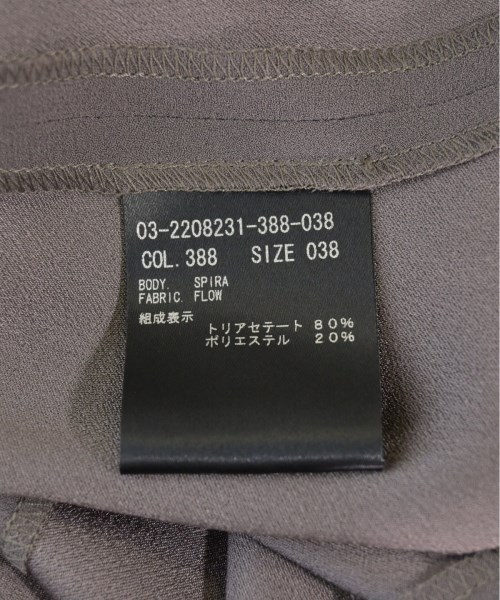 03-2208231-388-038
COL.388 SIZE 038
BODY. SPIRA
FABRIC. FLOW
組成表示
トリアセテート 80%
ポリエステル 20%